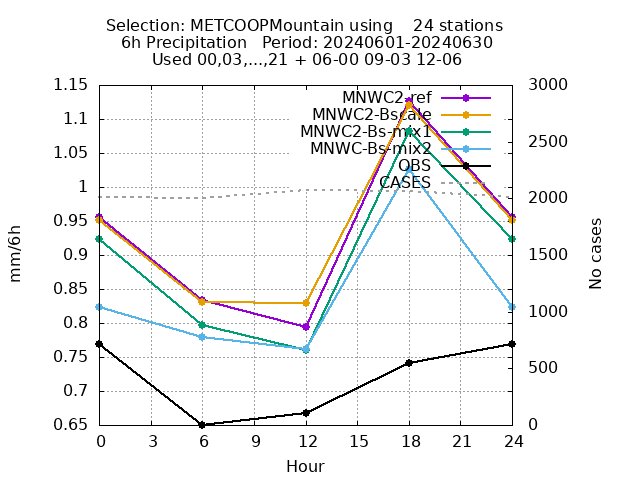 Selection: METCOOPMountain using    24 stations
6h Precipitation   Period: 20240601-20240630
Used 00,03,...,21 + 06-00 09-03 12-06
1.15
1.1
1.05
1
0.95
0.9
0.85
0.8
0.75
0.7
0.65
mm/6h
3000
2500
2000
1500
1000
500
0
No cases
MNWC2-ref
MNWC2-Bs
MNWC2-Bs-mix1
MNWC-Bs-mix2
OBS
CASES
0 3 6 9 12 15 18 21 24
Hour